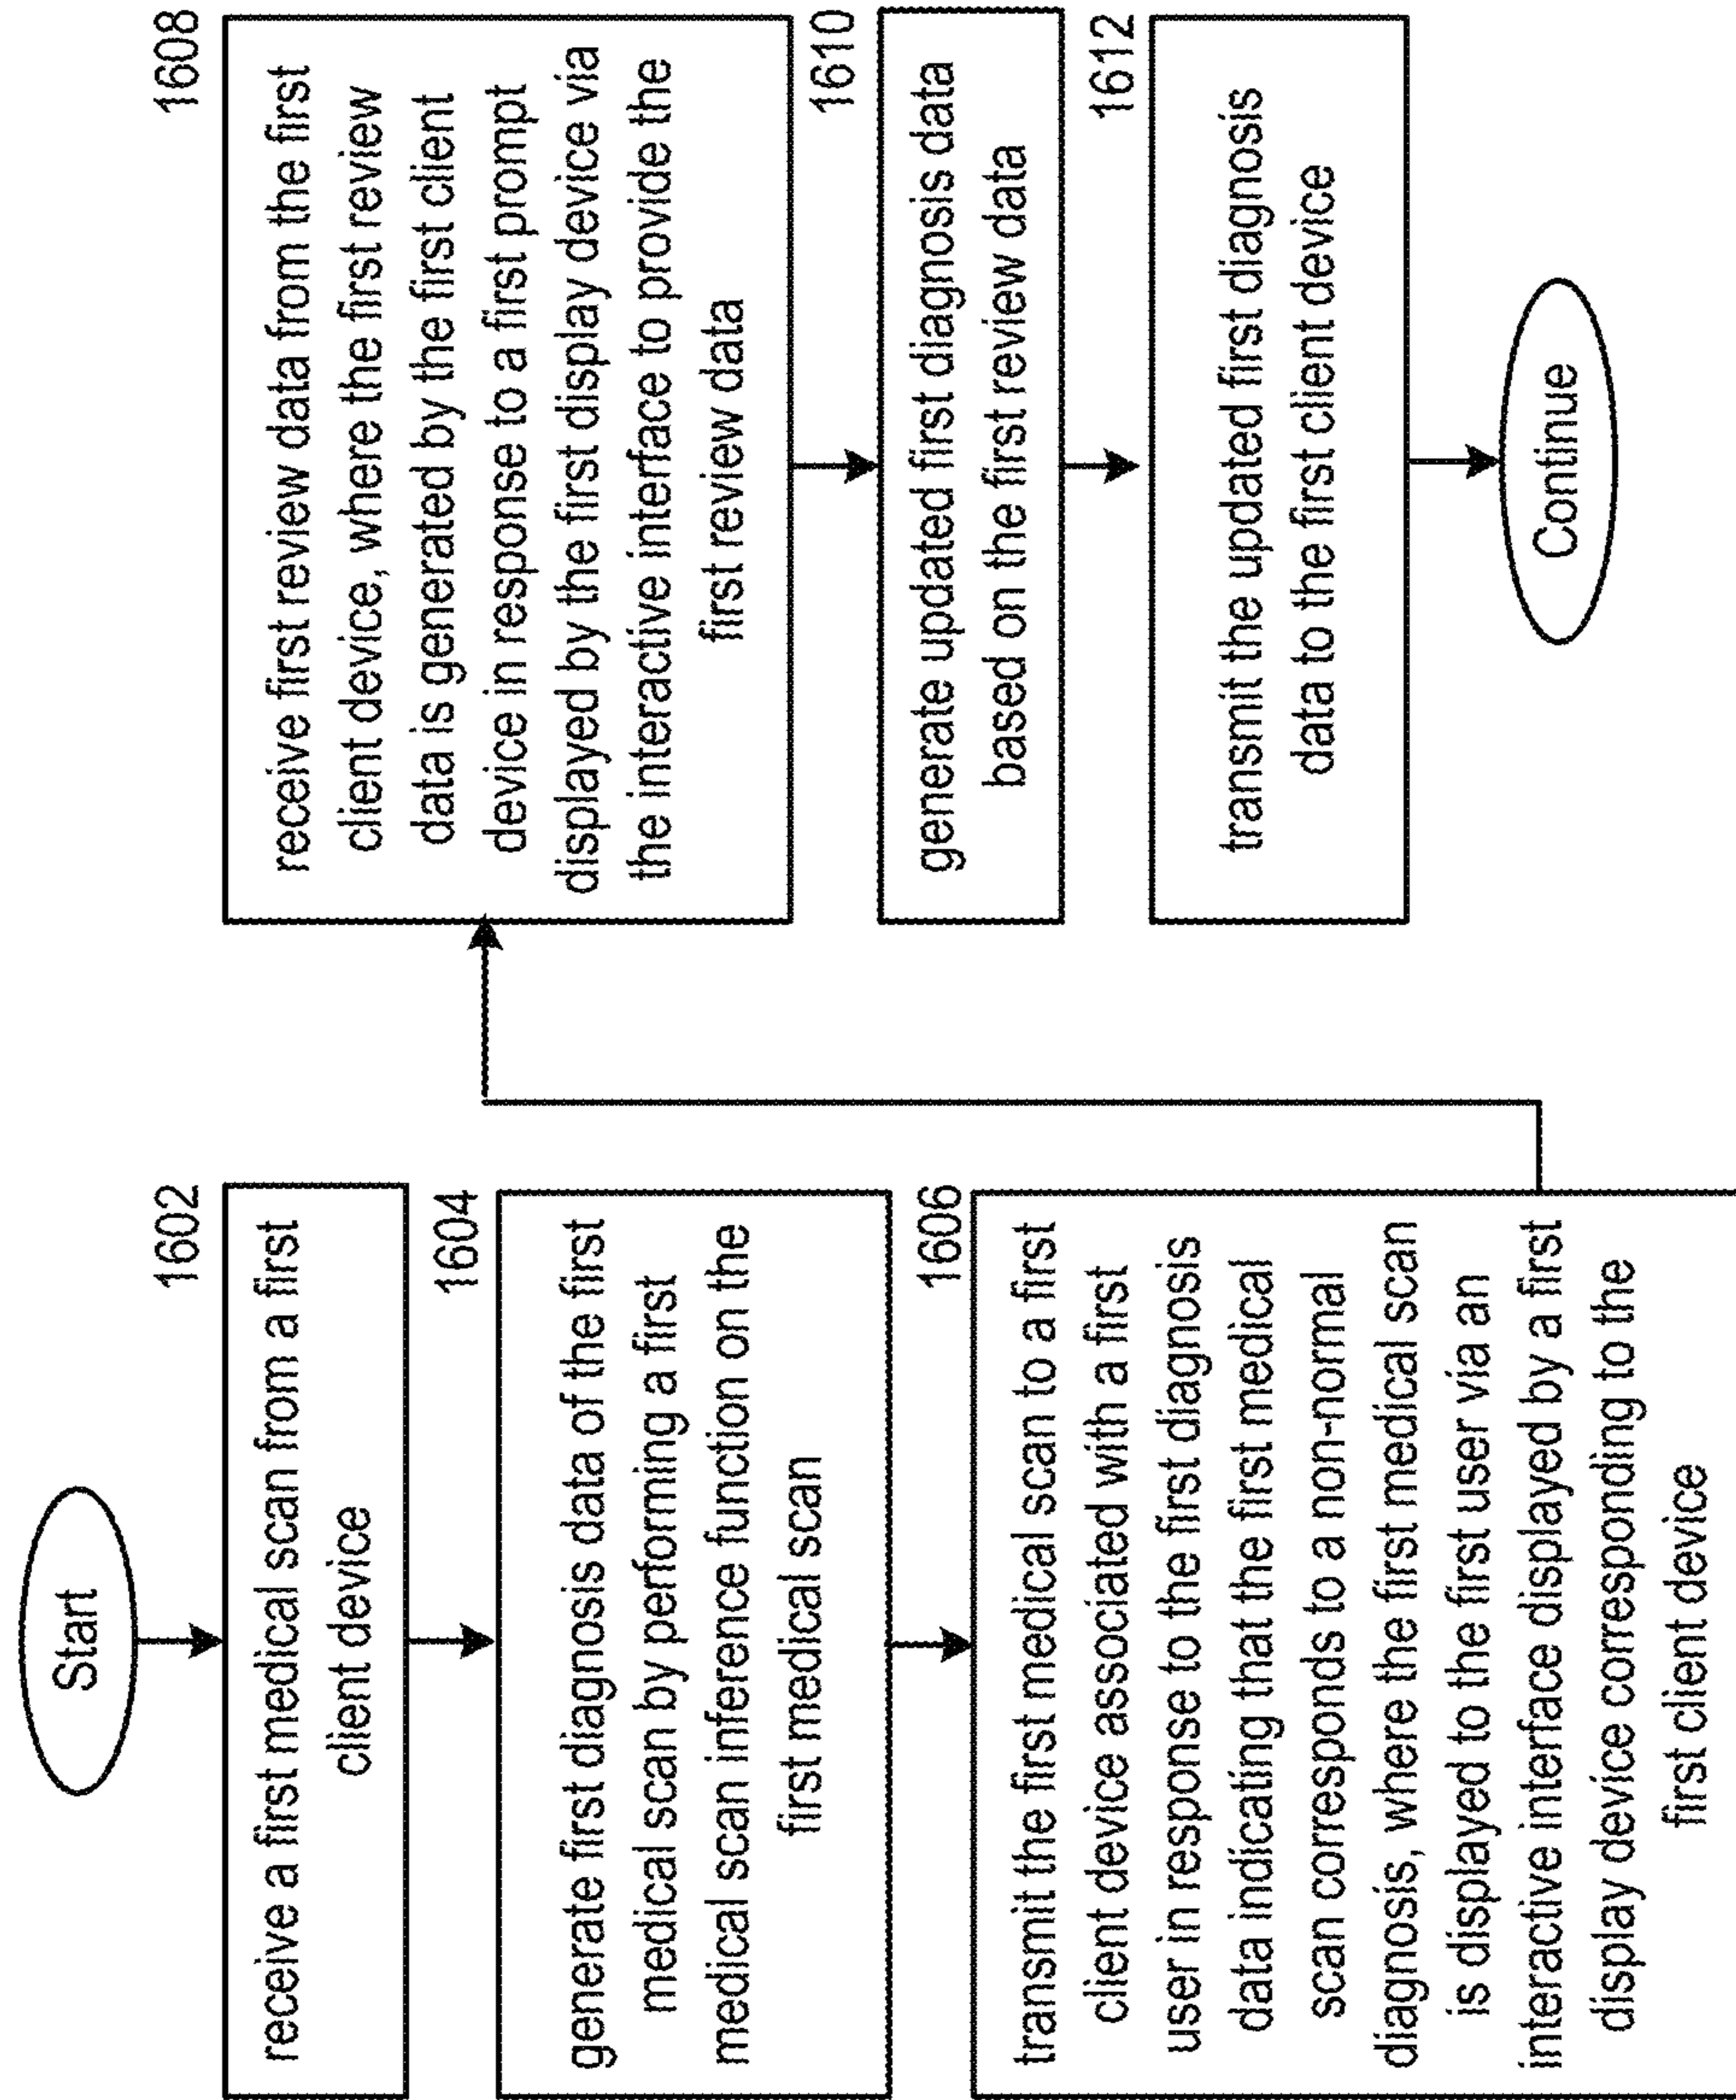 Start
1602
receive a first medical scan from a first
client device
1604
generate first diagnosis data of the first
medical scan by performing a first
medical scan inference function on the
first medical scan
1606
transmit the first medical scan to a first
client device associated with a first
user in response to the first diagnosis
data indicating that the first medical
scan corresponds to a non-normal
diagnosis, where the first medical scan
is displayed to the first user via an
interactive interface displayed by a first
display device corresponding to the
first client device
1608
receive first review data from the first
client device, where the first review
data is generated by the first client
device in response to a first prompt
displayed by the first display device via
the interactive interface to provide the
first review data
1610
generate updated first diagnosis data
based on the first review data
1612
transmit the updated first diagnosis
data to the first client device
Continue